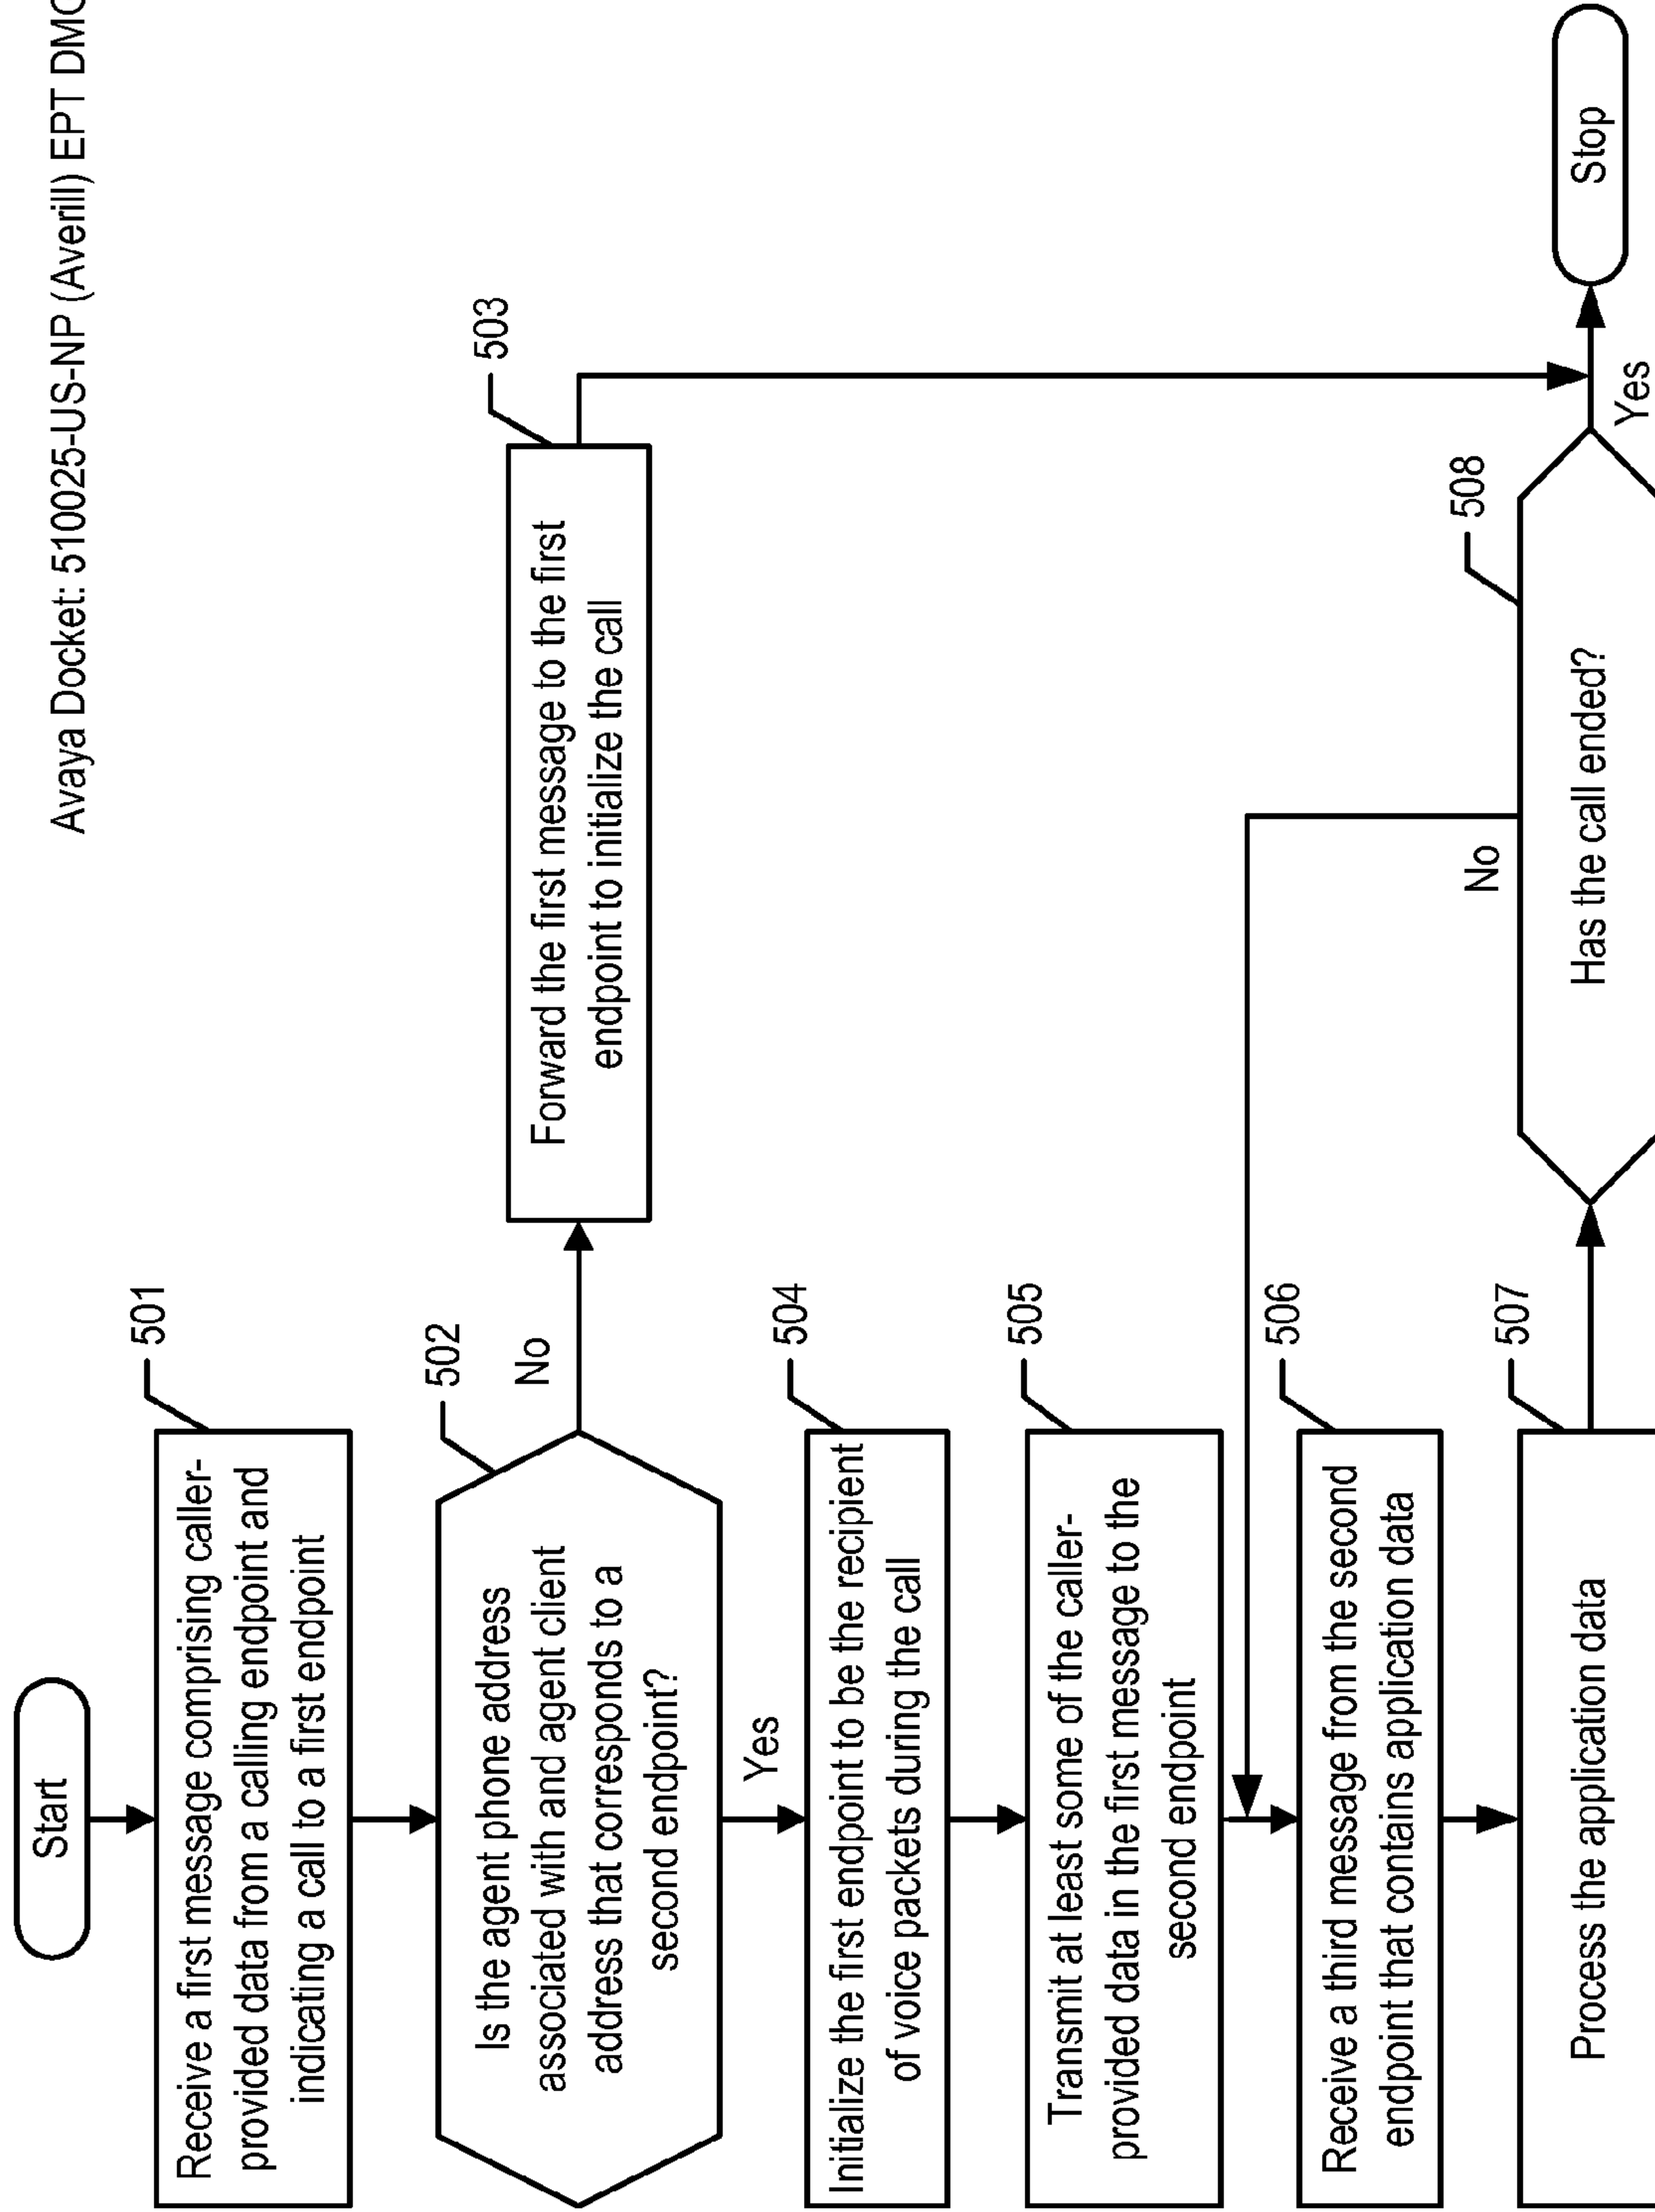 Avaya Docket: 510025-US-NP (Averill) EPT DMC
Start
501
Receive a first message comprising caller-
provided data from a calling endpoint and
indicating a call to a first endpoint
502
Is the agent phone address
associated with and agent client
address that corresponds to a
second endpoint?
No
503
Forward the first message to the first
endpoint to initialize the call
Yes
504
Initialize the first endpoint to be the recipient
of voice packets during the call
505
Transmit at least some of the caller-
provided data in the first message to the
second endpoint
506
Receive a third message from the second
endpoint that contains application data
507
Process the application data
No
508
Has the call ended?
Yes
Stop